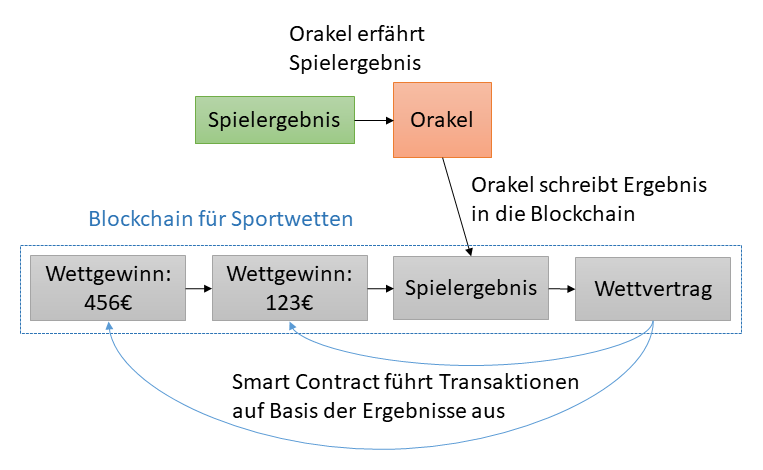 Orakel erfährt
Spielergebnis
Spielergebnis
Orakel
Orakel schreibt Ergebnis
in die Blockchain
Blockchain für Sportwetten
Wettgewinn:
456€
Wettgewinn:
123€
Spielergebnis
Wettvertrag
Smart Contract führt Transaktionen
auf Basis der Ergebnisse aus